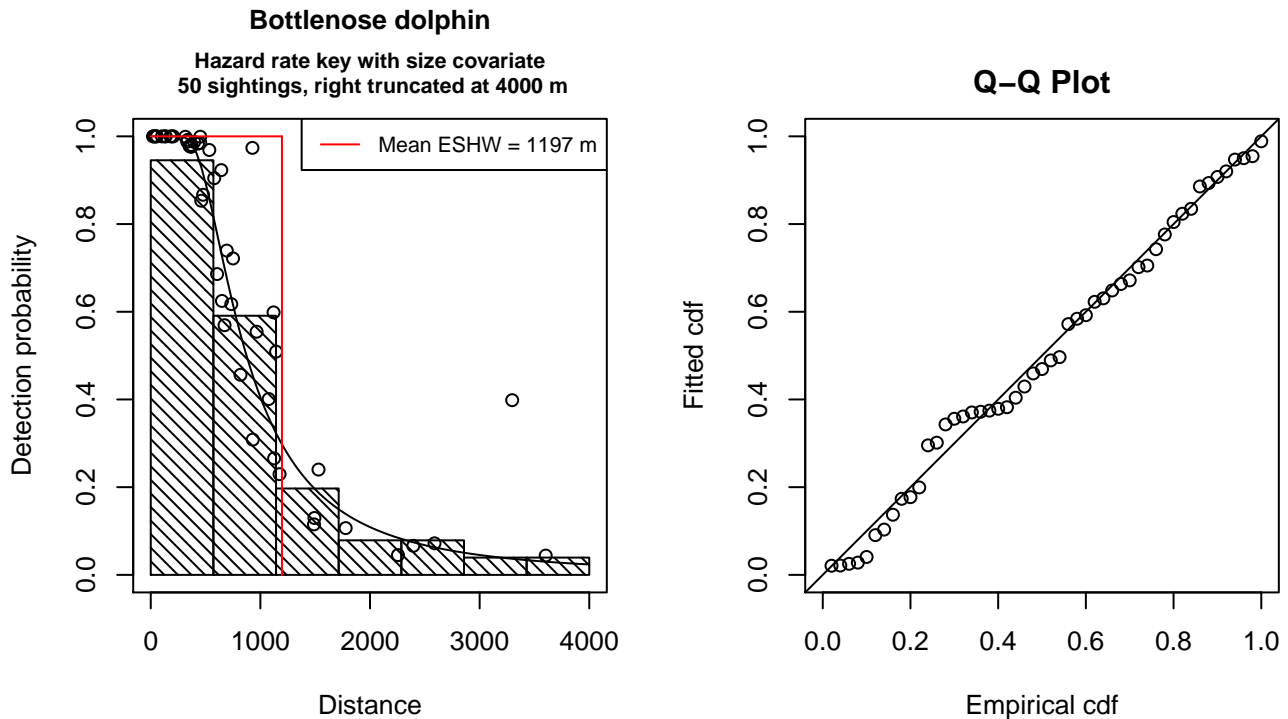 Bottlenose dolphin
Hazard rate key with size covariate
50 sightings, right truncated at 4000 m
Mean ESHW = 1197 m
Detection probability
0.0
0.2
0.4
0.6
0.8
1.0
0
1000
2000
3000
4000
Distance
Q−Q Plot
Fitted cdf
0.0
0.2
0.4
0.6
0.8
1.0
0.0
0.2
0.4
0.6
0.8
1.0
Empirical cdf